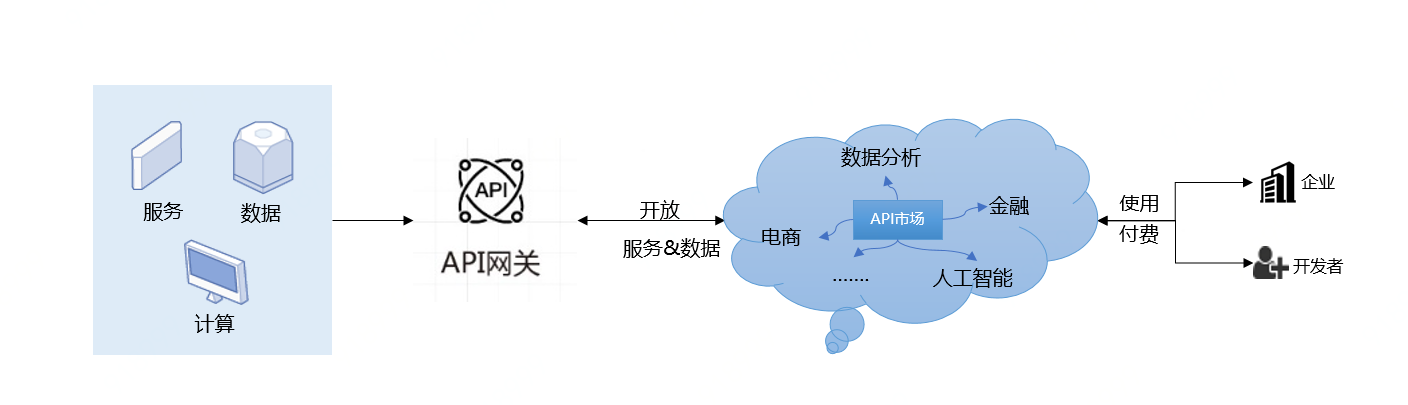 服务
数据
计算
API
API网关
开放
服务&数据
数据分析
API市场
金融
电商
.......
人工智能
使用
付费
企业
开发者